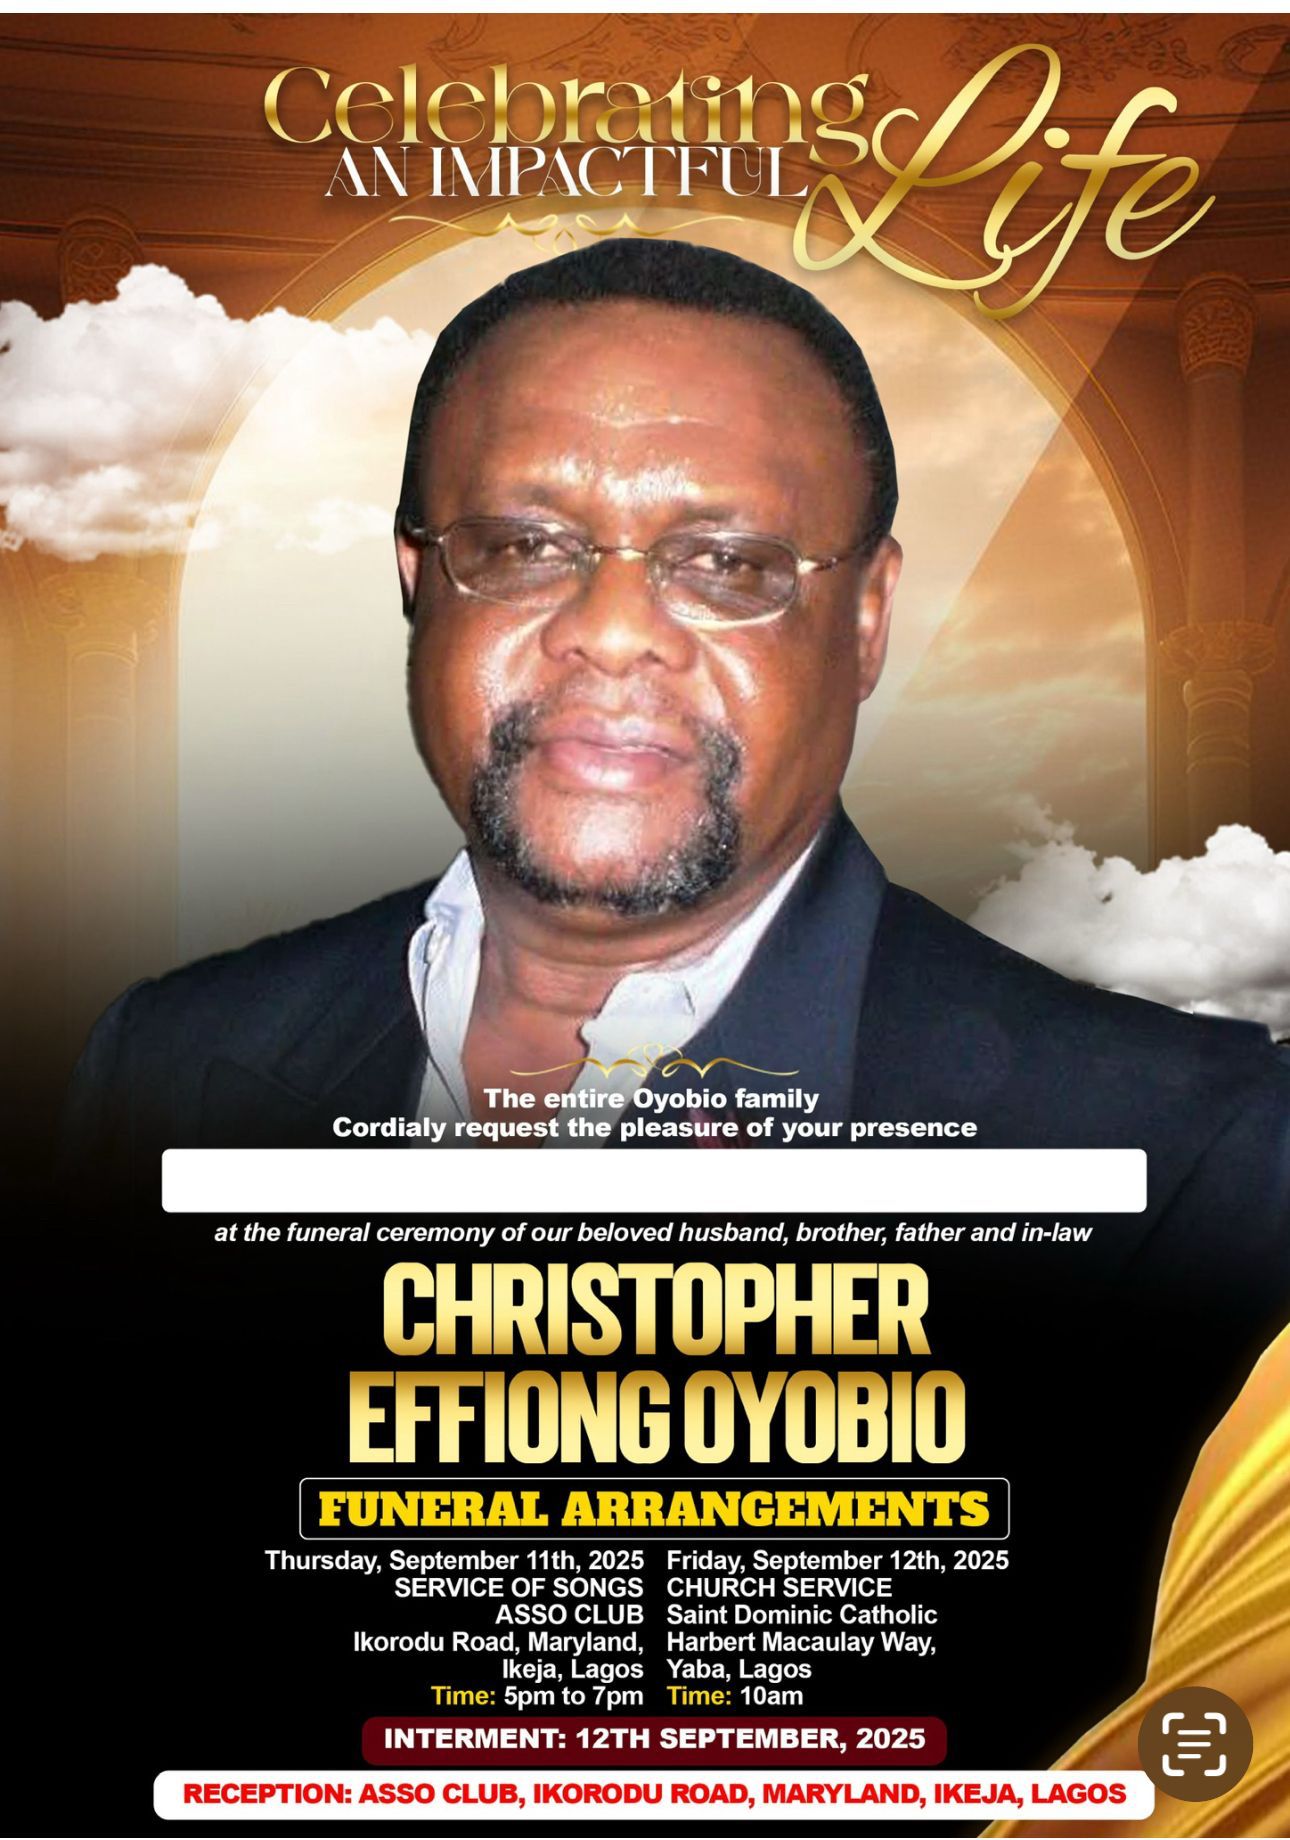 Celebrating
AN IMPACTFUL
Life
The entire Oyobio family
Cordialy request the pleasure of your presence
at the funeral ceremony of our beloved husband, brother, father and in-law
CHRISTOPHER
EFFIONG OYOBIO
FUNERAL ARRANGEMENTS
Thursday, September 11th, 2025
SERVICE OF SONGS
ASSO CLUB
Ikorodu Road, Maryland,
Ikeja, Lagos
Time: 5pm to 7pm
Friday, September 12th, 2025
CHURCH SERVICE
Saint Dominic Catholic
Harbert Macaulay Way,
Yaba, Lagos
Time: 10am
INTERMENT: 12TH SEPTEMBER, 2025
RECEPTION: ASSO CLUB, IKORODU ROAD, MARYLAND, IKEJA, LAGOS